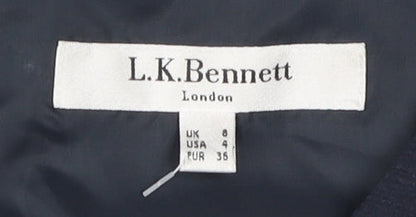 L.K.Bennett
London
UK 8
USA 4
EUR 36